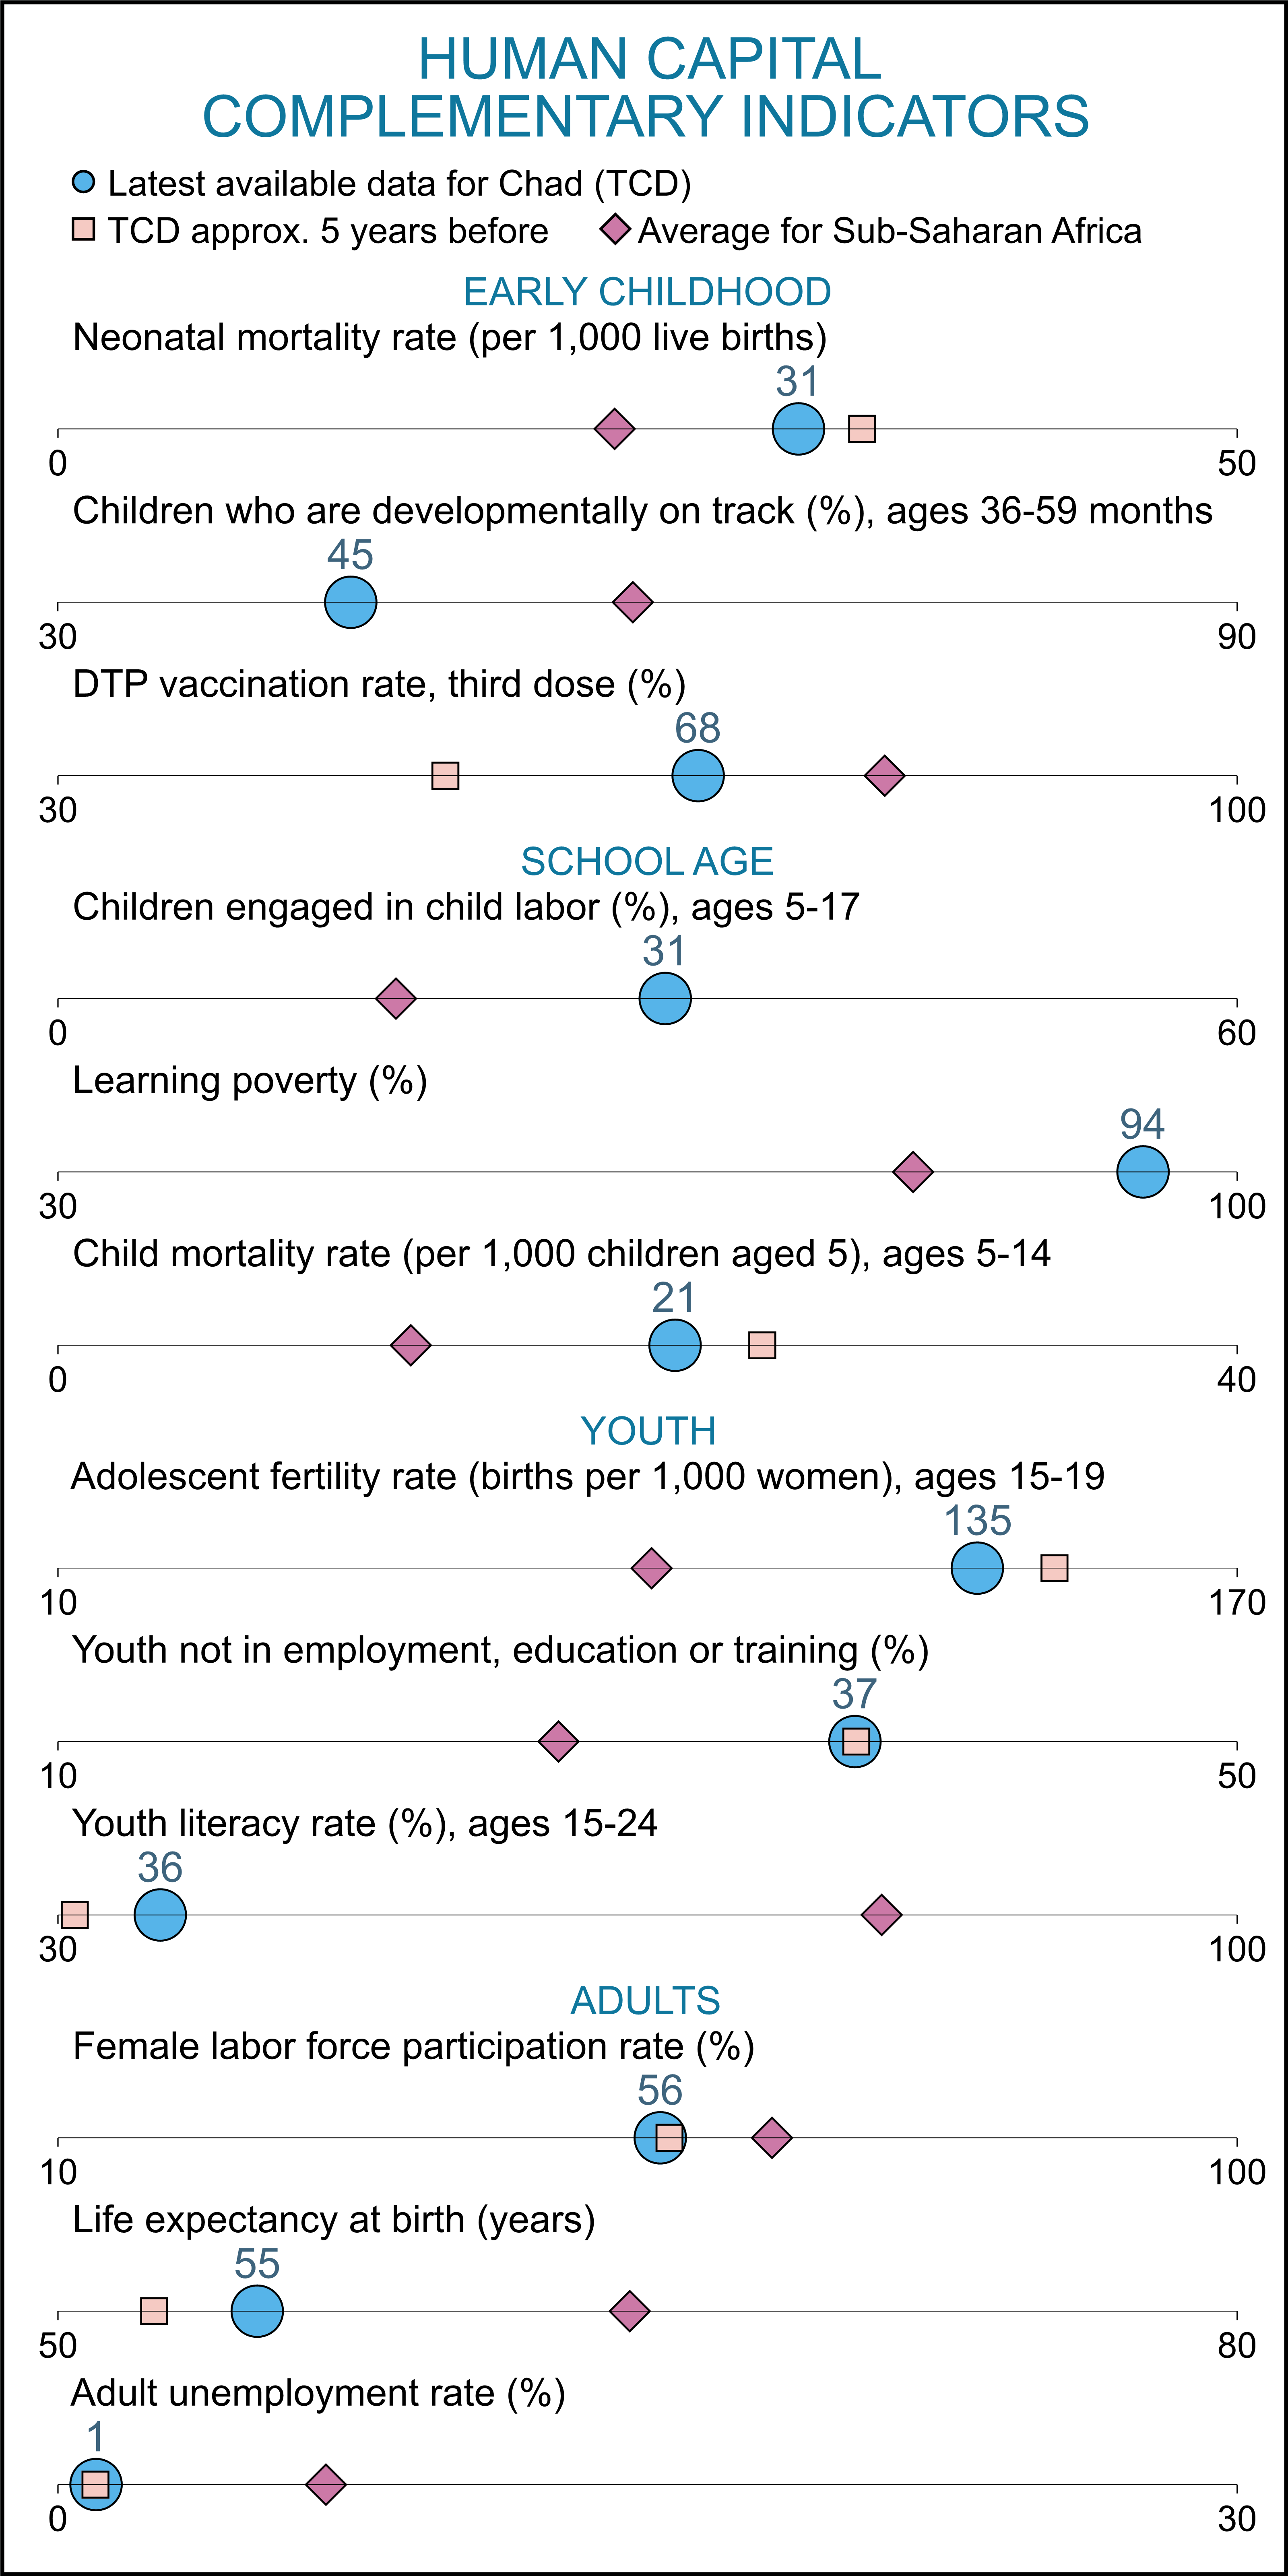 HUMAN CAPITAL
COMPLEMENTARY INDICATORS
Latest available data for Chad (TCD)
TCD approx. 5 years before Average for Sub-Saharan Africa
EARLY CHILDHOOD
Neonatal mortality rate (per 1,000 live births)
31
0 50
Children who are developmentally on track (%), ages 36-59 months
45
30 90
DTP vaccination rate, third dose (%)
68
30 100
SCHOOL AGE
Children engaged in child labor (%), ages 5-17
31
0 60
Learning poverty (%)
94
30 100
Child mortality rate (per 1,000 children aged 5), ages 5-14
21
0 40
YOUTH
Adolescent fertility rate (births per 1,000 women), ages 15-19
135
10 170
Youth not in employment, education or training (%)
37
10 50
Youth literacy rate (%), ages 15-24
36
30 100
ADULTS
Female labor force participation rate (%)
56
10 100
Life expectancy at birth (years)
55
50 80
Adult unemployment rate (%)
1
0 30